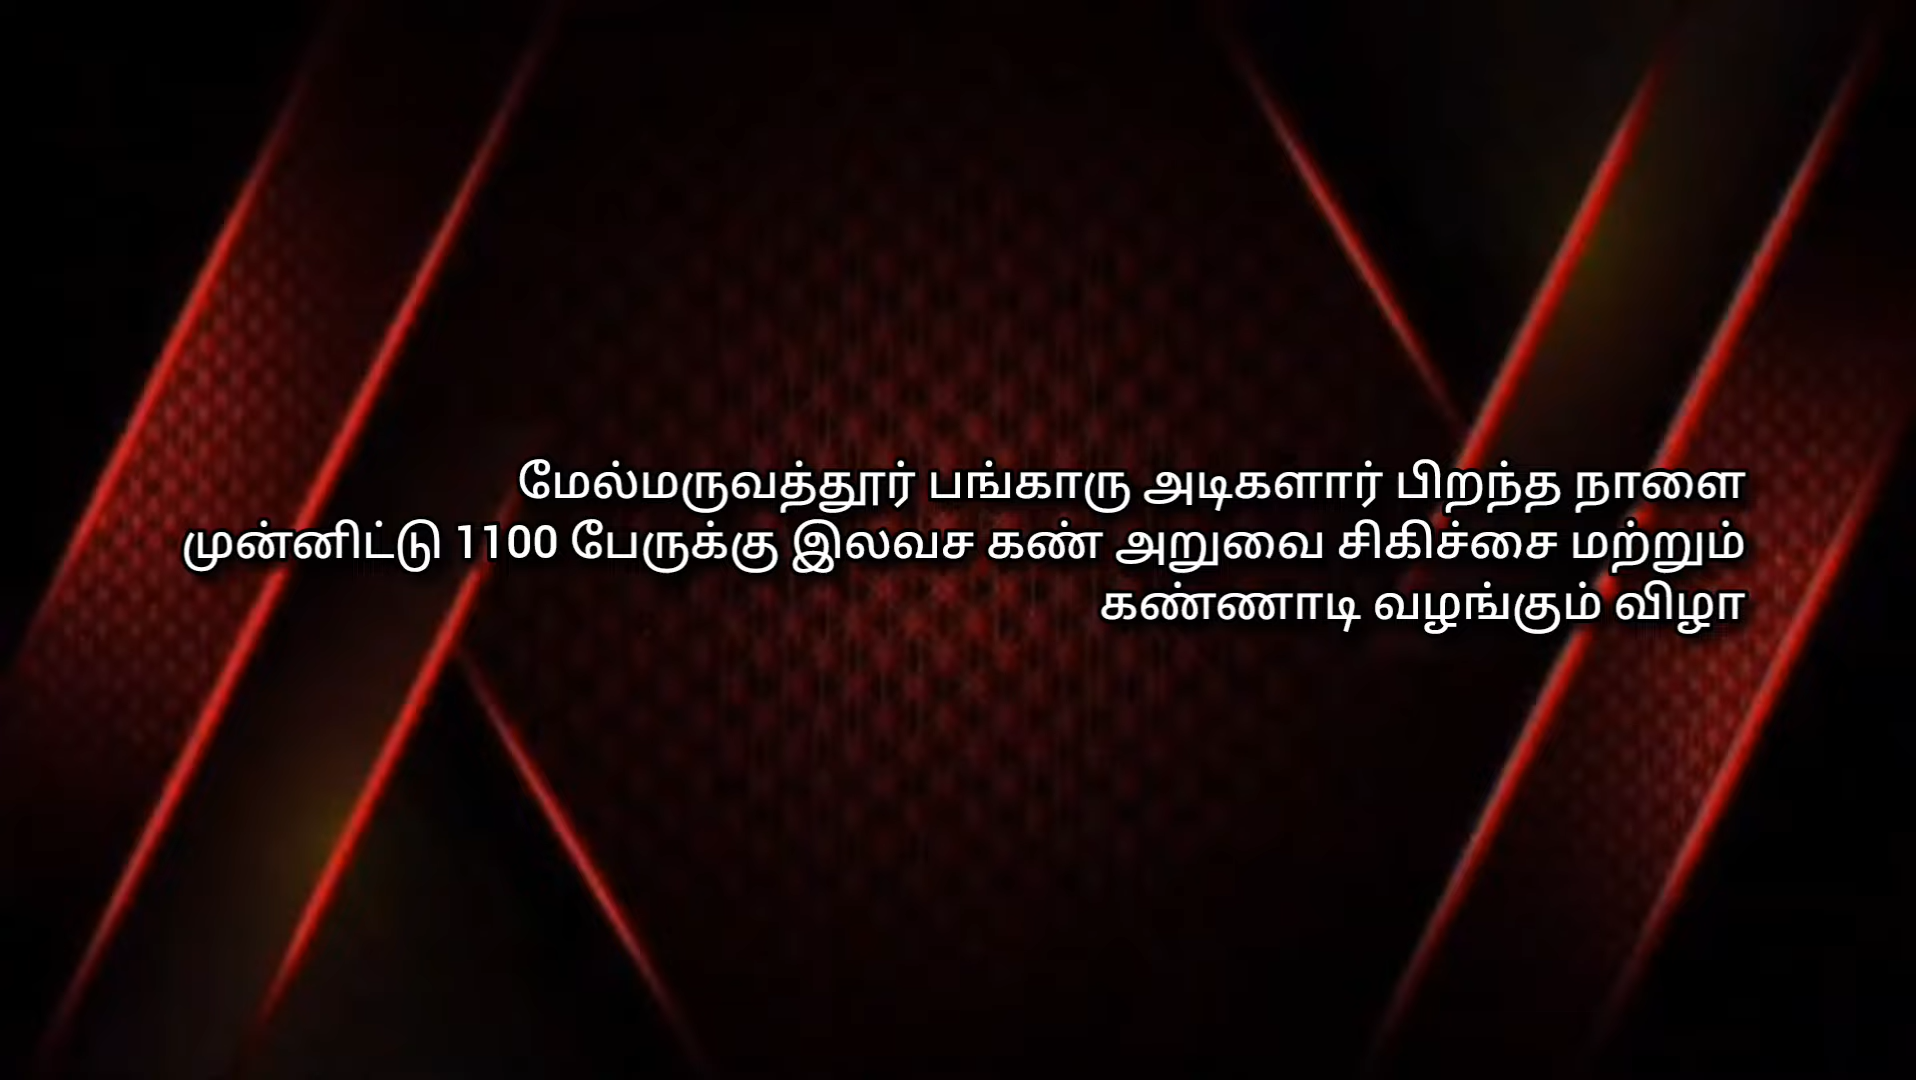 மேல்மருவத்தூர் பங்காரு அடிகளார் பிறந்த நாளை
முன்னிட்டு 1100 பேருக்கு இலவச கண் அறுவை சிகிச்சை மற்றும்
கண்ணாடி வழங்கும் விழா